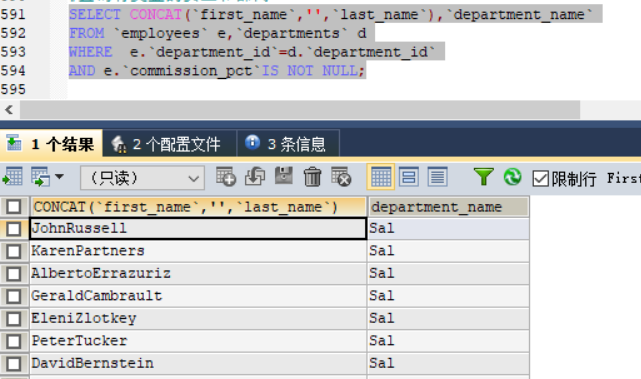 591 SELECT CONCAT(`first_name`,'',`last_name`),`department_name`
592 FROM `employees` e,`departments` d
593 WHERE e.`department_id`=d.`department_id`
594 AND e.`commission_pct`IS NOT NULL;
595
1 个结果 2 个配置文件 3 条信息
(只读) 限制行 First
CONCAT(`first_name`,'',`last_name`) department_name
JohnRussell Sal
KarenPartners Sal
AlbertoErrazuriz Sal
GeraldCambrault Sal
EleniZlotkey Sal
PeterTucker Sal
DavidBernstein Sal